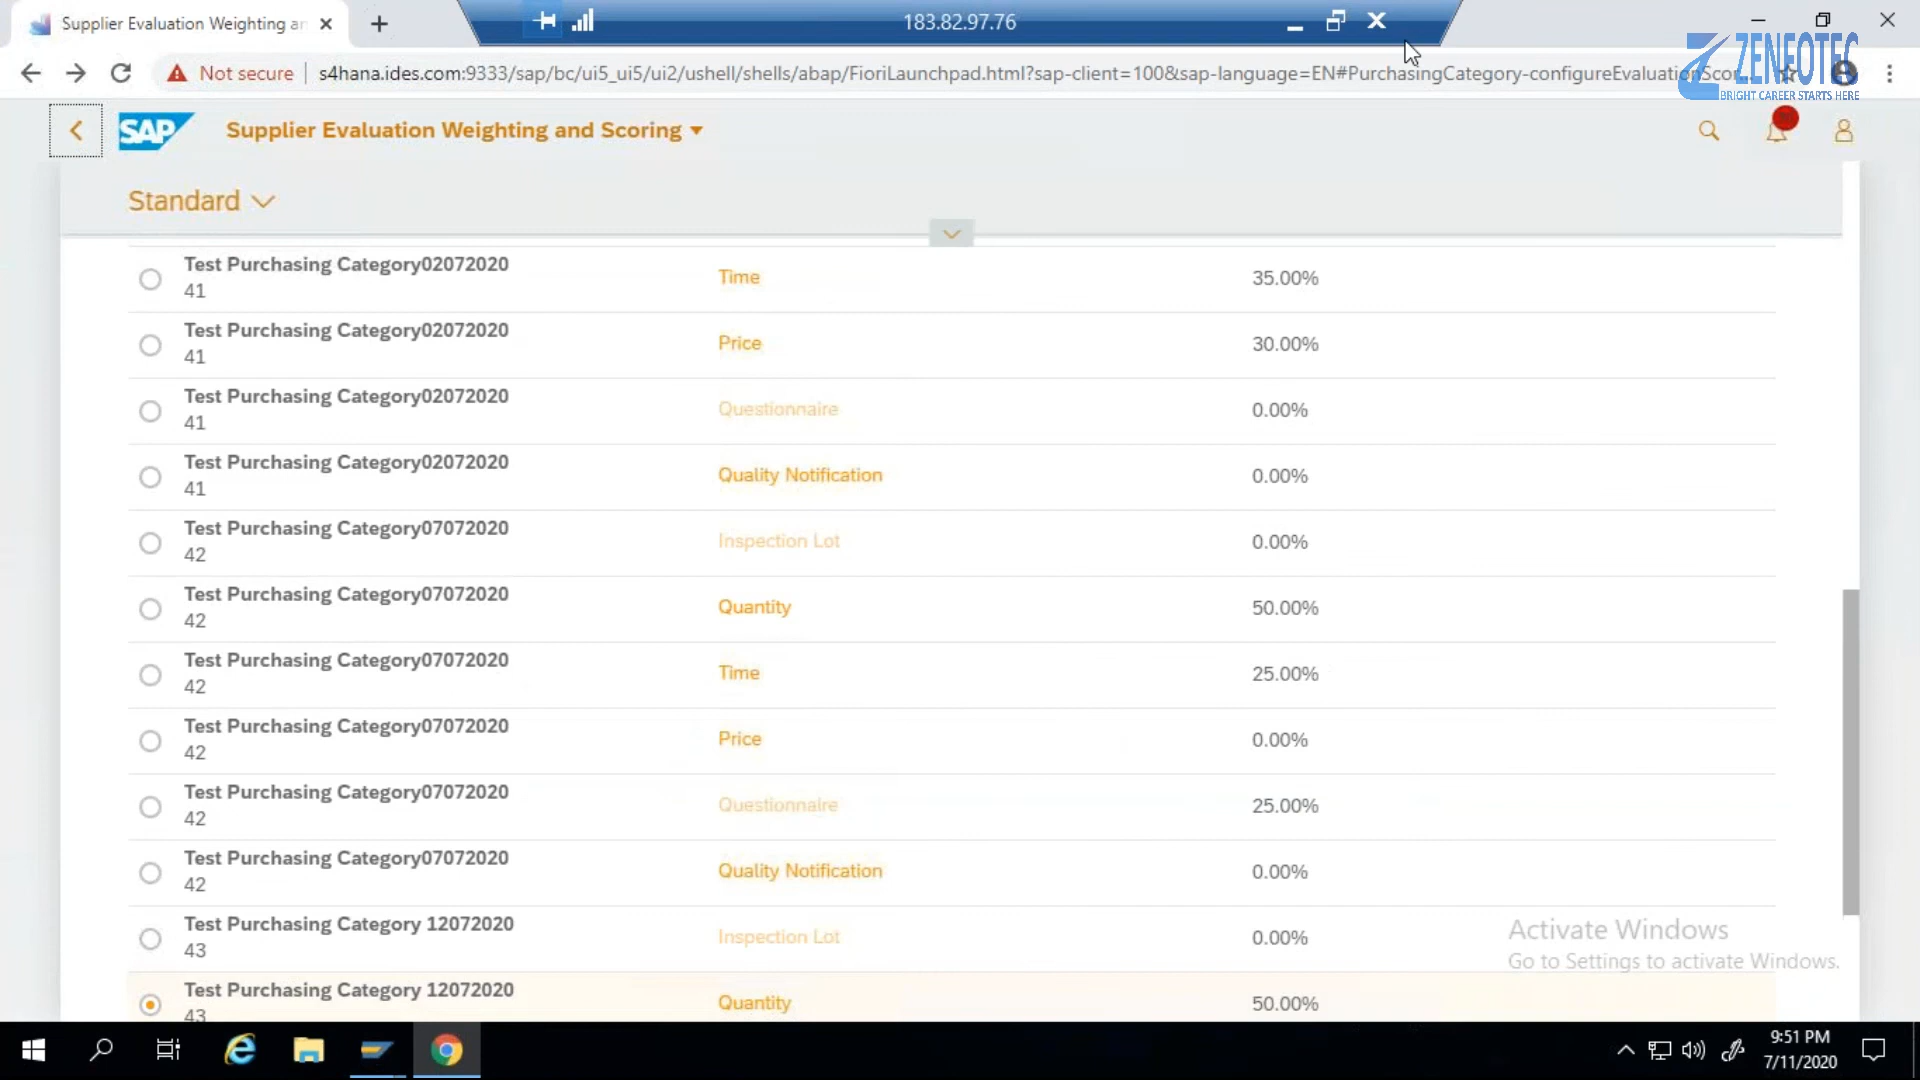 Supplier Evaluation Weighting ar
183.82.97.76
Not secure
s4hana.ides.com:9333/sap/bc/ui5_ui5/ui2/ushell/shells/abap/FioriLaunchpad.html?sap-client=100&sap-language=EN#PurchasingCategory-configureEvaluationScor...
ZENFOTEC
BRIGHT CAREER STARTS HERE
SAP
Supplier Evaluation Weighting and Scoring
Standard
Test Purchasing Category02072020
41
Time
35.00%
Test Purchasing Category02072020
41
Price
30.00%
Test Purchasing Category02072020
41
Questionnaire
0.00%
Test Purchasing Category02072020
41
Quality Notification
0.00%
Test Purchasing Category07072020
42
Inspection Lot
0.00%
Test Purchasing Category07072020
42
Quantity
50.00%
Test Purchasing Category07072020
42
Time
25.00%
Test Purchasing Category07072020
42
Price
0.00%
Test Purchasing Category07072020
42
Questionnaire
25.00%
Test Purchasing Category07072020
42
Quality Notification
0.00%
Test Purchasing Category 12072020
43
Inspection Lot
0.00%
Test Purchasing Category 12072020
43
Quantity
50.00%
Activate Windows
Go to Settings to activate Windows.
9:51 PM
7/11/2020